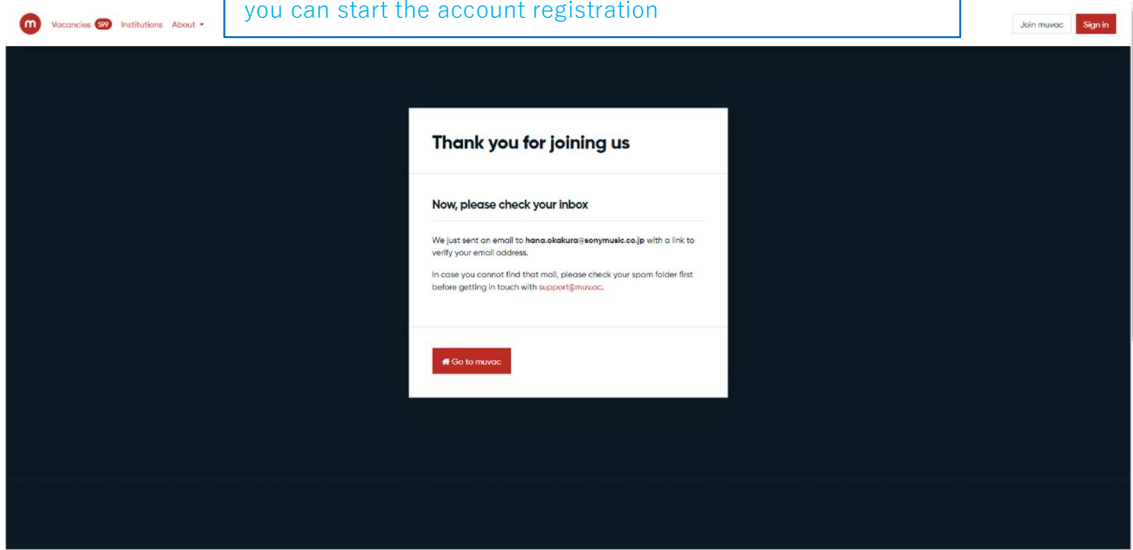 you can start the account registration
m Vacancies 599 Institutions About
Join muvac Sign in
Thank you for joining us
Now, please check your inbox
We just sent an email to hana.okakura@sonymusic.co.jp with a link to
verify your email address.
In case you cannot find that mail, please check your spam folder first
before getting in touch with support@muv.ac.
Go to muvac